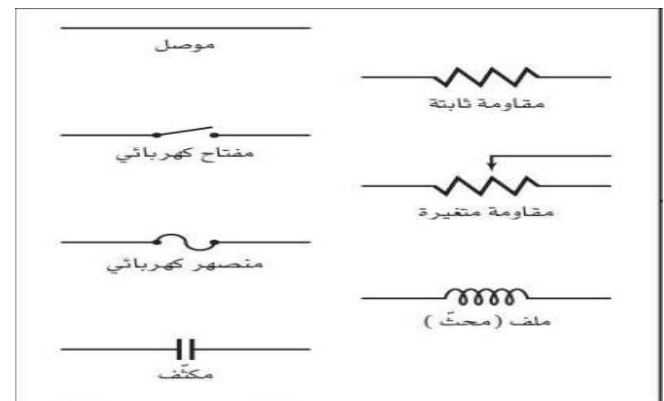 موصل
مقاومة ثابتة
مفتاح كهربائي
مقاومة متغيرة
منصهر كهربائي
ملف (محثّ)
مكثّف